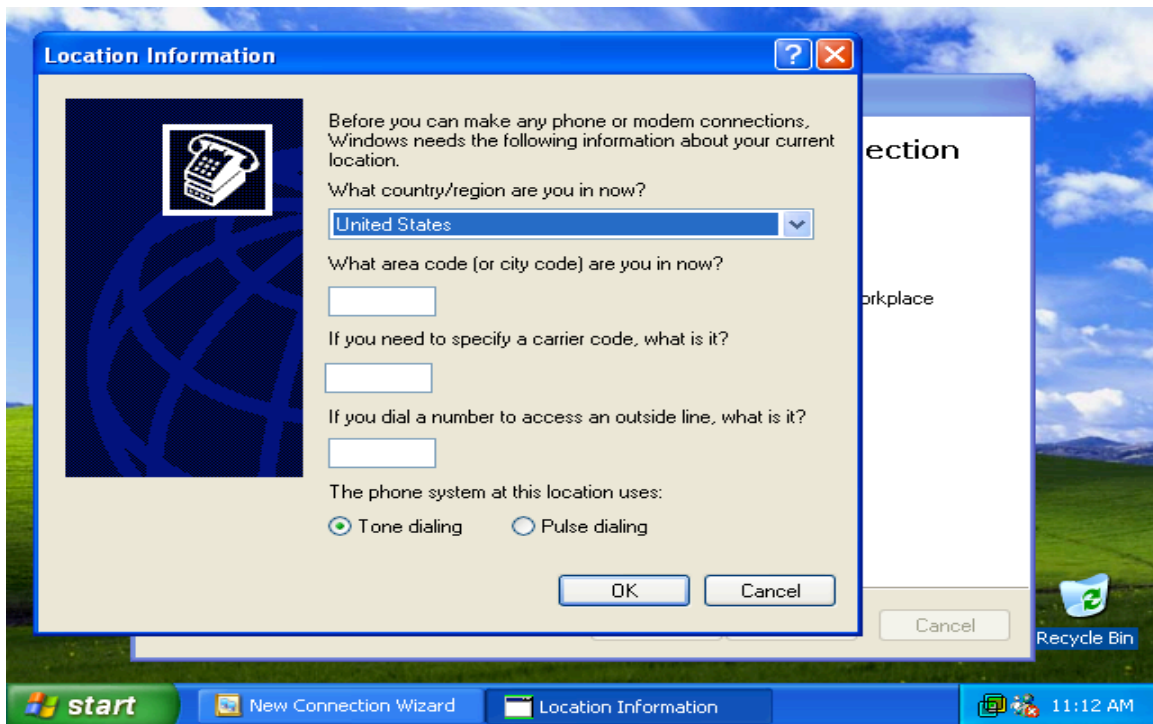 Location Information
Before you can make any phone or modem connections,
Windows needs the following information about your current
location.
What country/region are you in now?
United States
What area code (or city code) are you in now?
If you need to specify a carrier code, what is it?
If you dial a number to access an outside line, what is it?
The phone system at this location uses:
Tone dialing Pulse dialing
OK Cancel
ection
orkplace
Cancel
Recycle Bin
start New Connection Wizard Location Information 11:12 AM